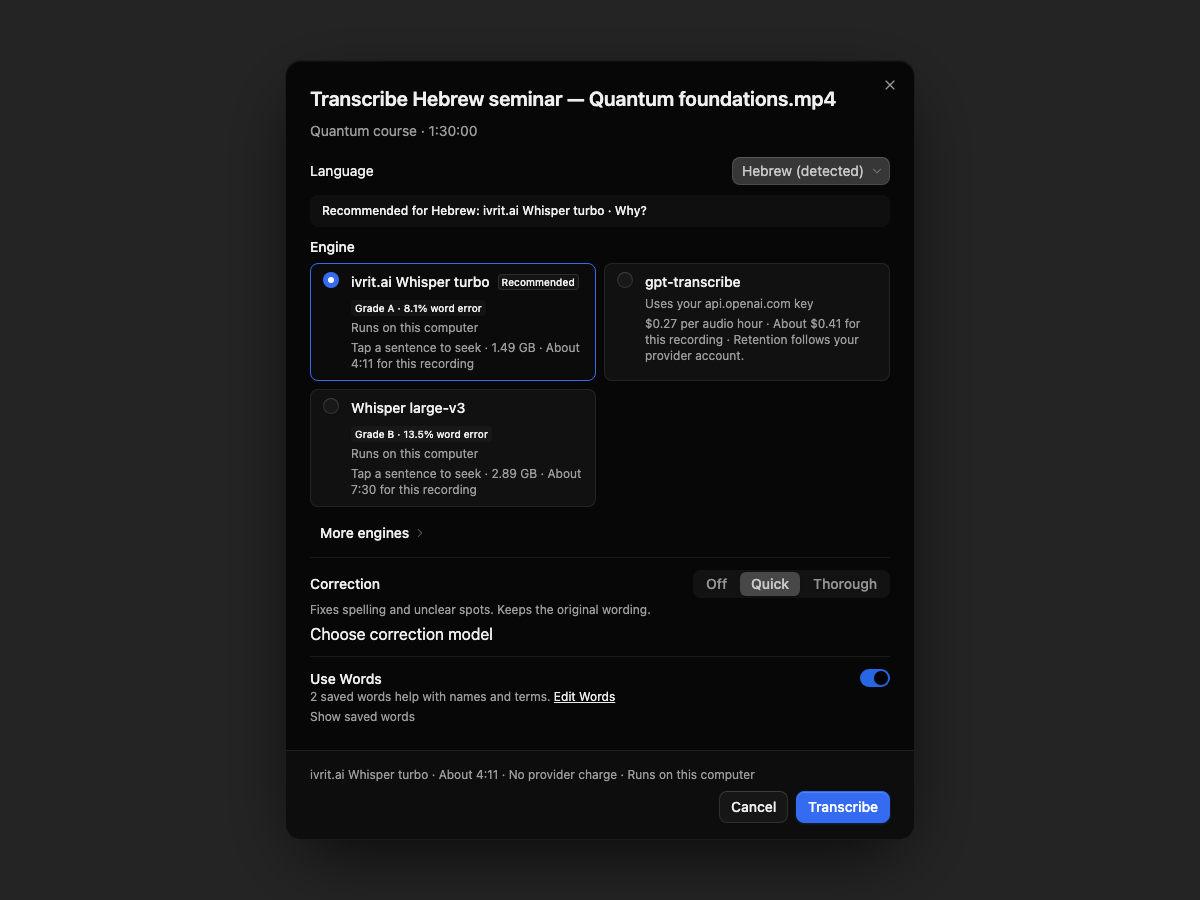 Transcribe Hebrew seminar — Quantum foundations.mp4
Quantum course · 1:30:00
Language
Hebrew (detected)
Recommended for Hebrew: ivrit.ai Whisper turbo · Why?
Engine
ivrit.ai Whisper turbo Recommended
Grade A · 8.1% word error
Runs on this computer
Tap a sentence to seek · 1.49 GB · About
4:11 for this recording
gpt-transcribe
Uses your api.openai.com key
$0.27 per audio hour · About $0.41 for
this recording · Retention follows your
provider account.
Whisper large-v3
Grade B · 13.5% word error
Runs on this computer
Tap a sentence to seek · 2.89 GB · About
7:30 for this recording
More engines
Correction
Off Quick Thorough
Fixes spelling and unclear spots. Keeps the original wording.
Choose correction model
Use Words
2 saved words help with names and terms. Edit Words
Show saved words
ivrit.ai Whisper turbo · About 4:11 · No provider charge · Runs on this computer
Cancel Transcribe